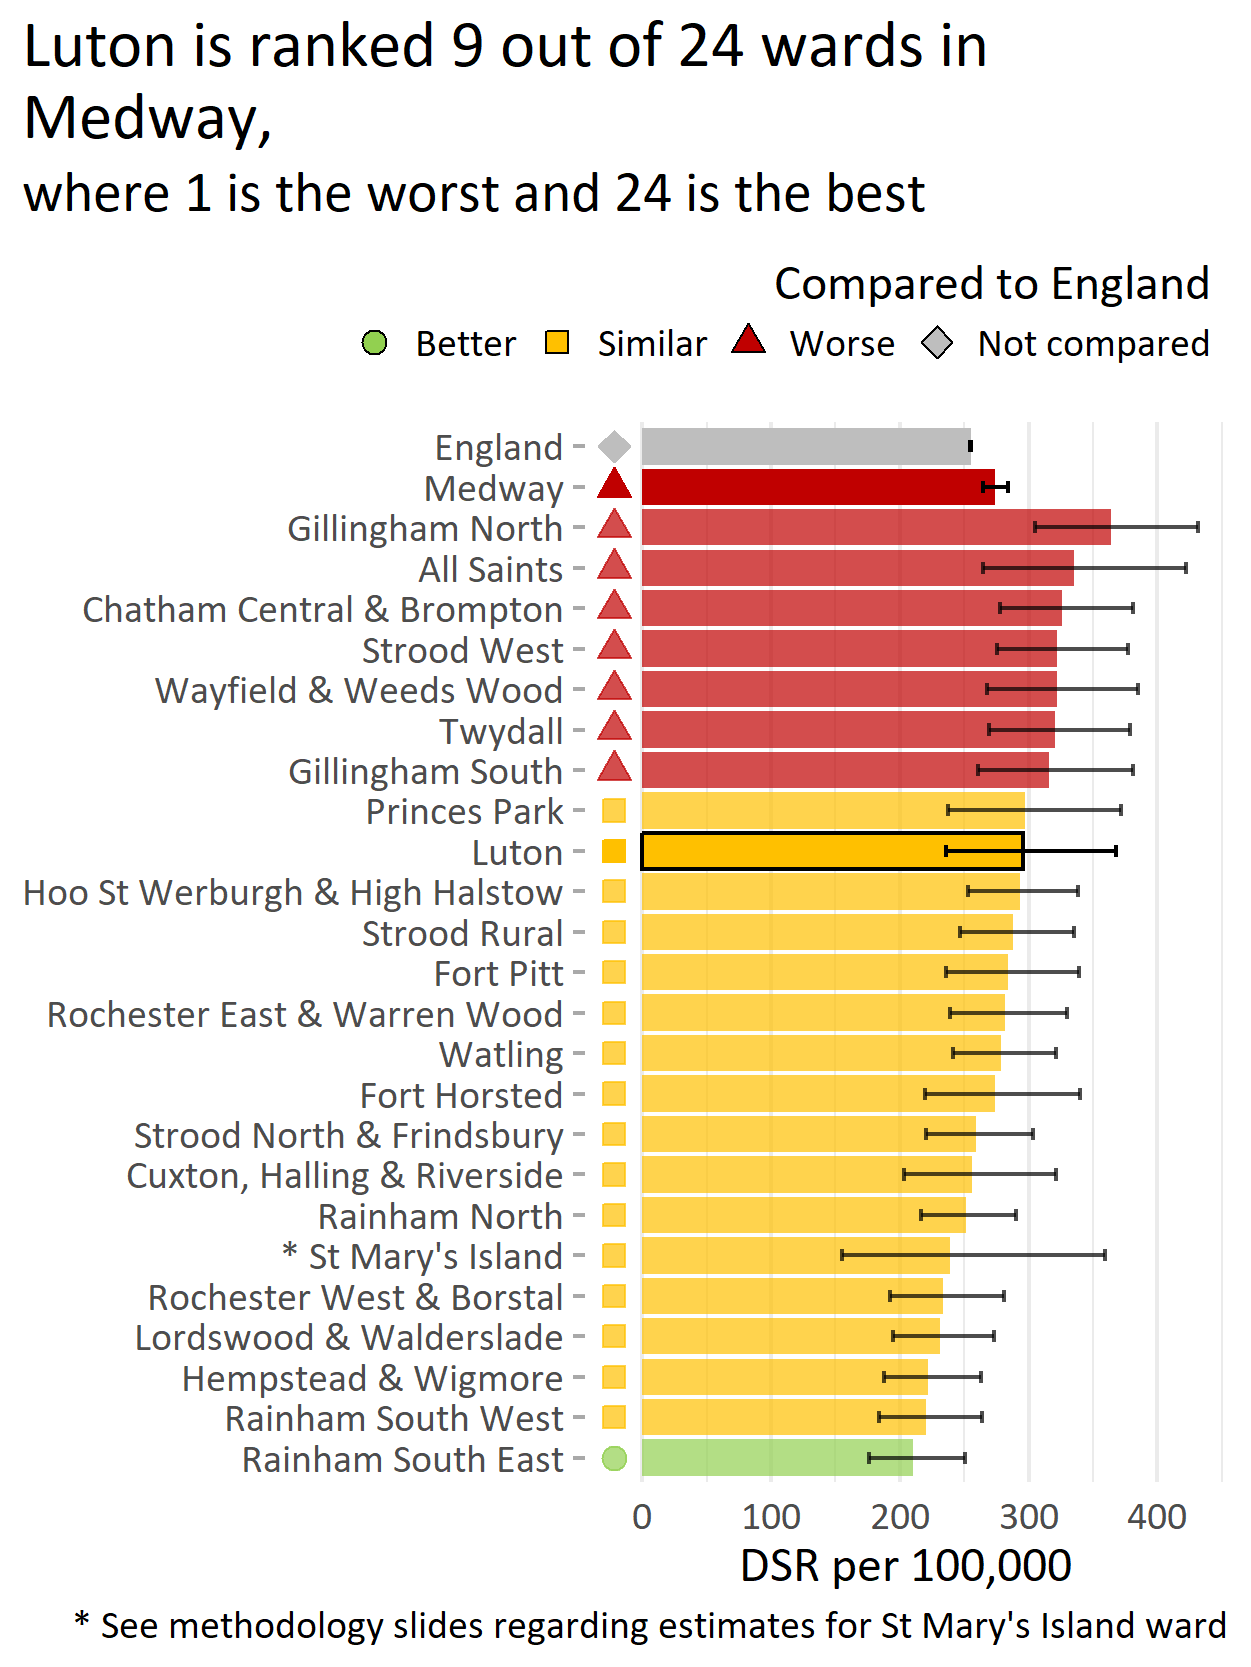 Luton is ranked 9 out of 24 wards in
Medway,
where 1 is the worst and 24 is the best
Compared to England
Better Similar Worse Not compared
England
Medway
Gillingham North
All Saints
Chatham Central & Brompton
Strood West
Wayfield & Weeds Wood
Twydall
Gillingham South
Princes Park
Luton
Hoo St Werburgh & High Halstow
Strood Rural
Fort Pitt
Rochester East & Warren Wood
Watling
Fort Horsted
Strood North & Frindsbury
Cuxton, Halling & Riverside
Rainham North
* St Mary's Island
Rochester West & Borstal
Lordswood & Walderslade
Hempstead & Wigmore
Rainham South West
Rainham South East
0 100 200 300 400
DSR per 100,000
* See methodology slides regarding estimates for St Mary's Island ward